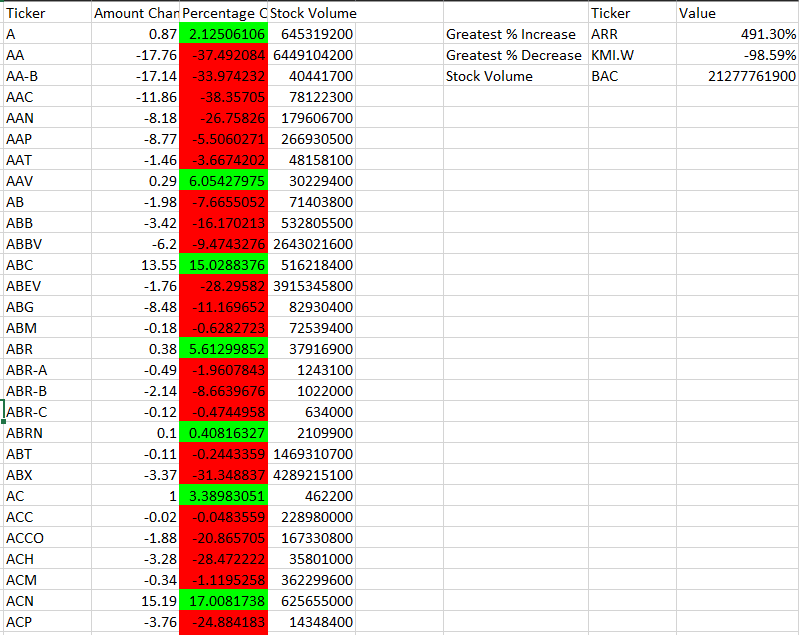 Ticker Amount Chan Percentage C Stock Volume Ticker Value
A 0.87 2.12506106 645319200 Greatest % Increase ARR 491.30%
AA -17.76 -37.492084 6449104200 Greatest % Decrease KMI.W -98.59%
AA-B -17.14 -33.974232 40441700 Stock Volume BAC 21277761900
AAC -11.86 -38.35705 78122300
AAN -8.18 -26.75826 179606700
AAP -8.77 -5.5060271 266930500
AAT -1.46 -3.6674202 48158100
AAV 0.29 6.05427975 30229400
AB -1.98 -7.6655052 71403800
ABB -3.42 -16.170213 532805500
ABBV -6.2 -9.4743276 2643021600
ABC 13.55 15.0288376 516218400
ABEV -1.76 -28.29582 3915345800
ABG -8.48 -11.169652 82930400
ABM -0.18 -0.6282723 72539400
ABR 0.38 5.61299852 37916900
ABR-A -0.49 -1.9607843 1243100
ABR-B -2.14 -8.6639676 1022000
ABR-C -0.12 -0.4744958 634000
ABRN 0.1 0.40816327 2109900
ABT -0.11 -0.2443359 1469310700
ABX -3.37 -31.348837 4289215100
AC 1 3.38983051 462200
ACC -0.02 -0.0483559 228980000
ACCO -1.88 -20.865705 167330800
ACH -3.28 -28.472222 35801000
ACM -0.34 -1.1195258 362299600
ACN 15.19 17.0081738 625655000
ACP -3.76 -24.884183 14348400